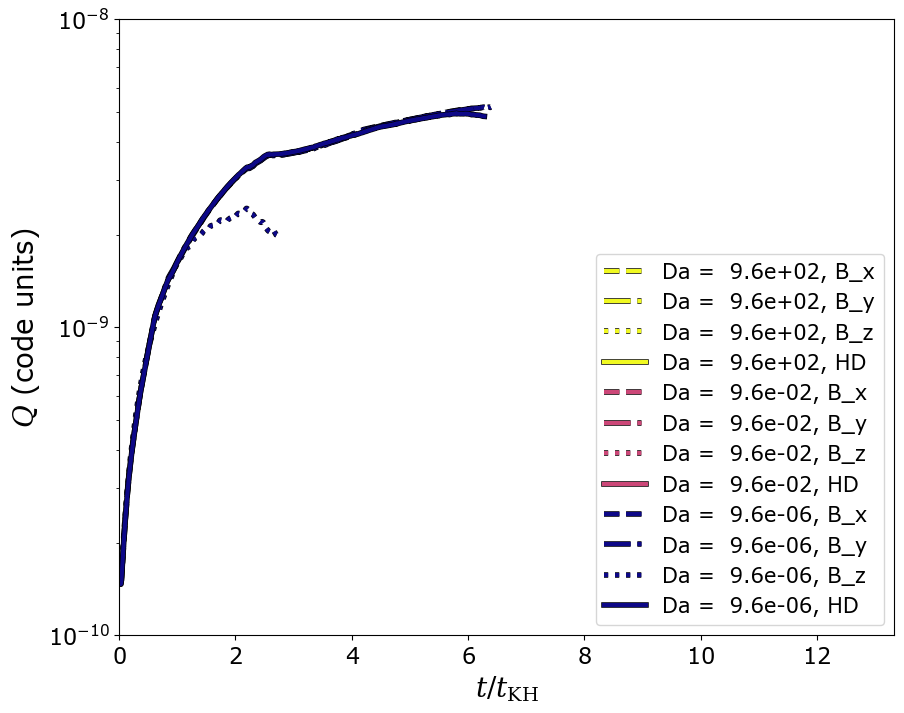 10⁻⁸
10⁻⁹
10⁻¹⁰
Q (code units)
0 2 4 6 8 10 12
t/t_KH
Da = 9.6e+02, B_x
Da = 9.6e+02, B_y
Da = 9.6e+02, B_z
Da = 9.6e+02, HD
Da = 9.6e-02, B_x
Da = 9.6e-02, B_y
Da = 9.6e-02, B_z
Da = 9.6e-02, HD
Da = 9.6e-06, B_x
Da = 9.6e-06, B_y
Da = 9.6e-06, B_z
Da = 9.6e-06, HD